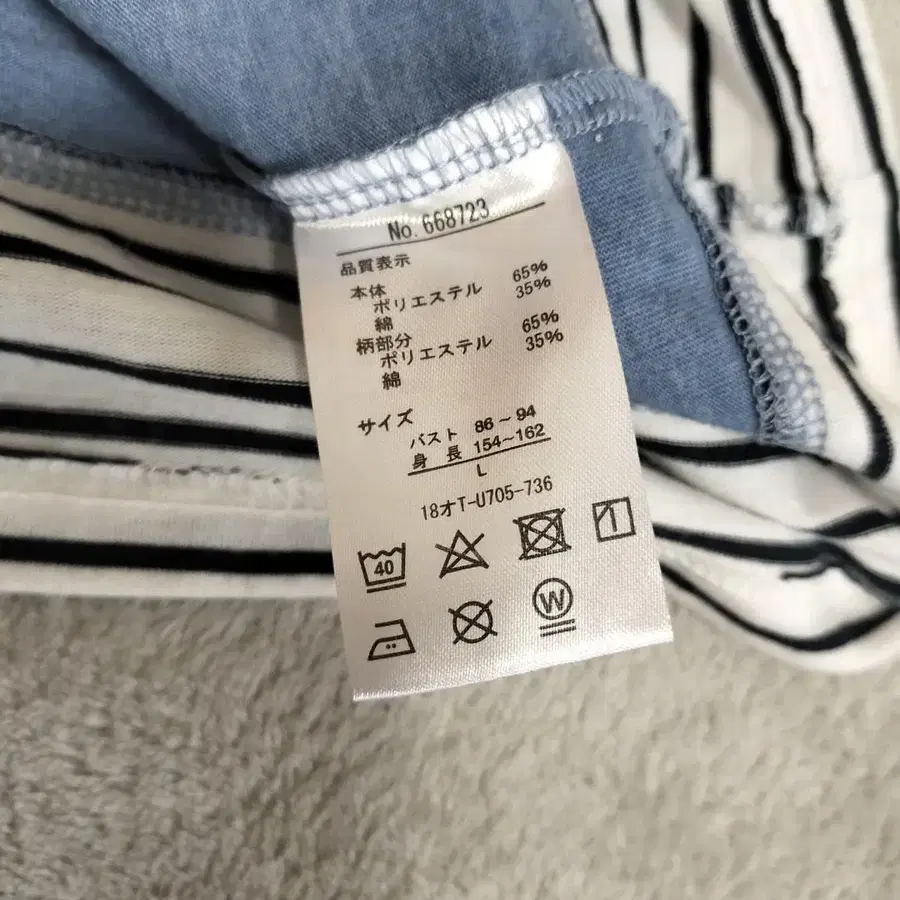 No. 668723
品質表示
本体
ポリエステル 65%
綿 35%
柄部分
ポリエステル 65%
綿 35%
サイズ
バスト 86~94
身長 154~162
L
18オT-U705-736
40
W